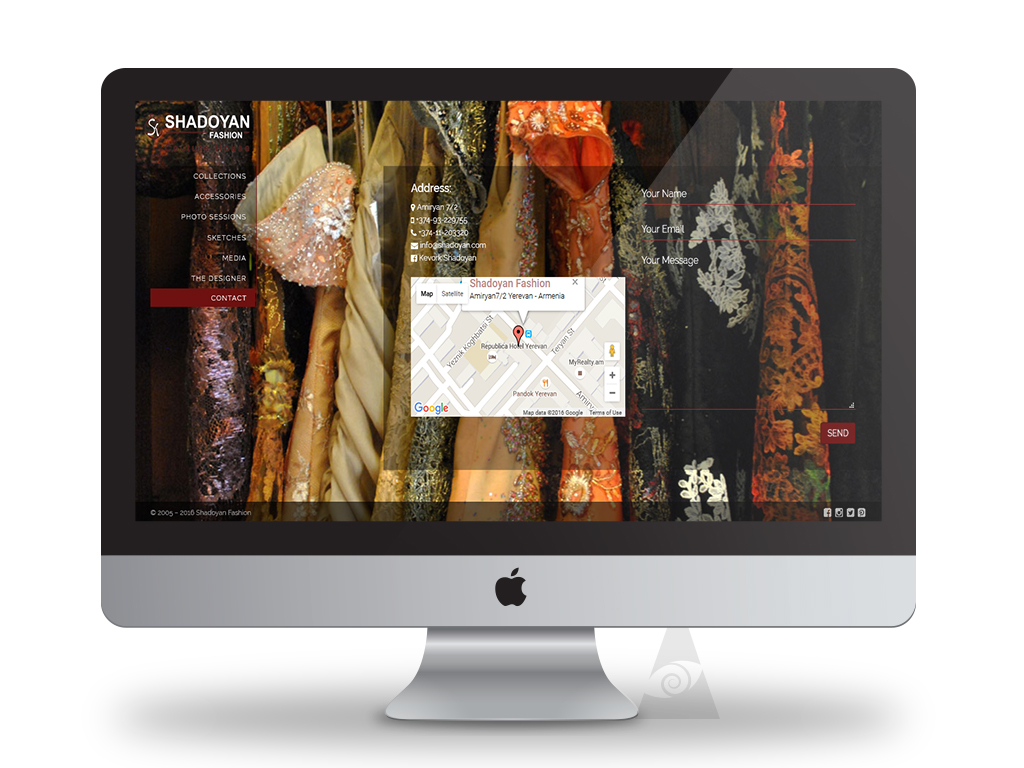 SHADOYAN
FASHION
COLLECTIONS
ACCESSORIES
PHOTO SESSIONS
SKETCHES
MEDIA
THE DESIGNER
CONTACT
Address:
Amiryan 7/2
+374-93-229755
+374-11-203320
info@shadoyan.com
Kevork Shadoyan
Map Satellite
Shadoyan Fashion
Amiryan7/2 Yerevan - Armenia
Yeznik Koghbatsi St
Teryan St
Republica Hotel Yerevan
MyRealty am
Pandok Yerevan
Amiry
Google
Map data ©2016 Google Terms of Use
Your Name
Your Email
Your Message
SEND
© 2005 – 2016 Shadoyan Fashion